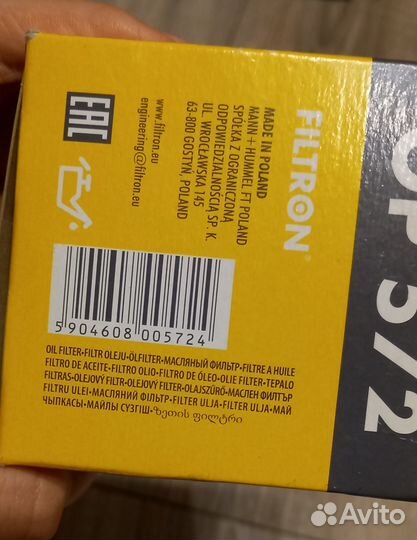 FILTRON
MADE IN POLAND
MANN + HUMMEL FT POLAND
SPÓŁKA Z OGRANICZONĄ
ODPOWIEDZIALNOŚCIĄ SP. K.
UL. WROCŁAWSKA 145
63-800 GOSTYŃ, POLAND
www.filtron.eu
engineering@filtron.eu
EAC
OP 572
5 904608 005724
OIL FILTER•FILTR OLEJU•ÖLFILTER•МАСЛЯНЫЙ ФИЛЬТР•FILTRE A HUILE
FILTRO DE ACEITE•FILTRO OLIO•FILTRO DE ÓLEO•OLIE FILTER•TEPALO
FILTRAS•OLEJOVÝ FILTR•OLEJOVÝ FILTER•OLAJSZŰRŐ•МАСЛЕН ФИЛТЪР
FILTRU ULEI•МАСЛЯНИЙ ФІЛЬТР•FILTER ULJA•FILTER ULJA•МАЙ
ЧЫПКАСЫ•МАЙЛЫ СҮЗГІШ•ზეთის ფილტრი
Avito